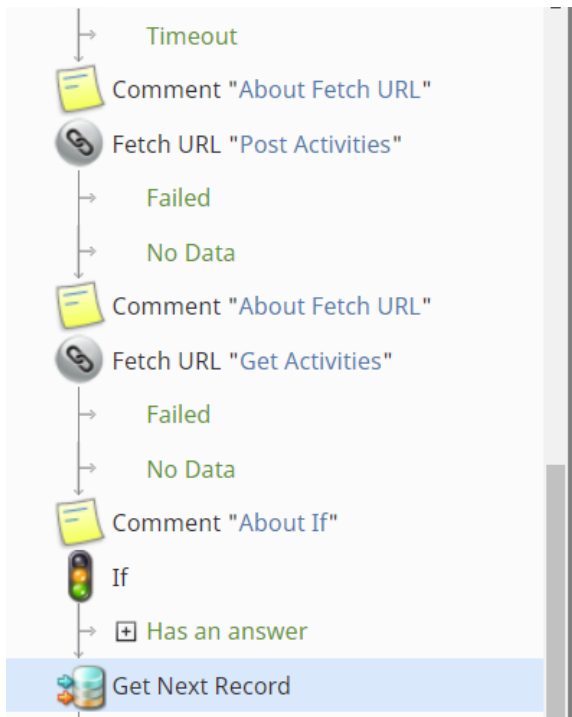 Timeout
Comment "About Fetch URL"
Fetch URL "Post Activities"
Failed
No Data
Comment "About Fetch URL"
Fetch URL "Get Activities"
Failed
No Data
Comment "About If"
If
Has an answer
Get Next Record